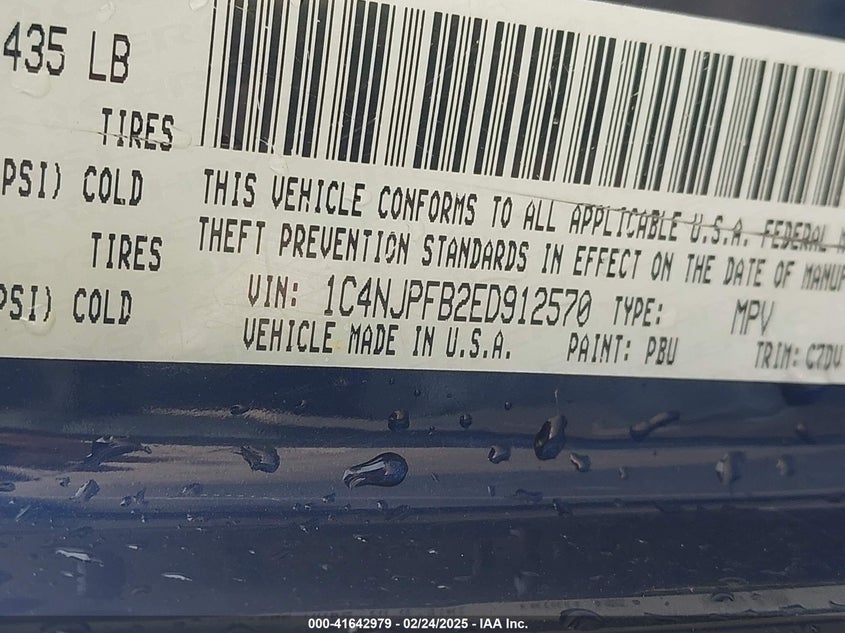 435 LB
TIRES
PSI) COLD
THIS VEHICLE CONFORMS TO ALL APPLICABLE U.S.A. FEDERAL
TIRES
THEFT PREVENTION STANDARDS IN EFFECT ON THE DATE OF MANUF
PSI) COLD
VIN: 1C4NJPFB2ED912570 TYPE: MPV
VEHICLE MADE IN U.S.A. PAINT: PBU TRIM: C7DV
000-41642979 - 02/24/2025 - IAA Inc.